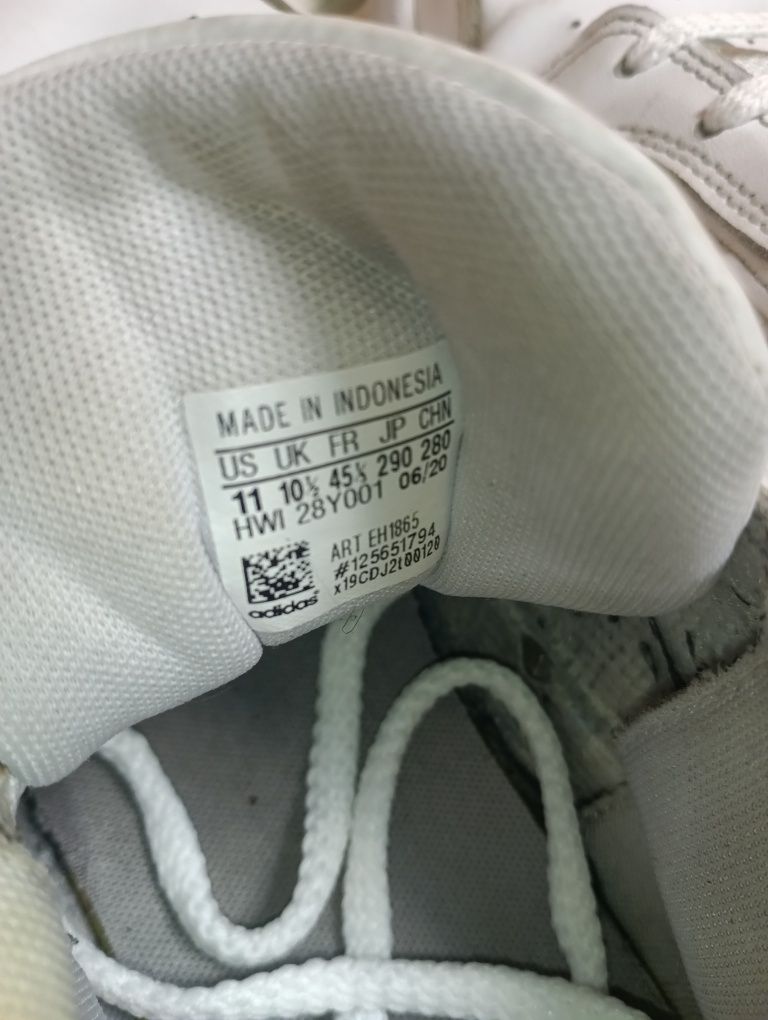 MADE IN INDONESIA
US UK FR JP CHN
11 10½ 45⅓ 290 280
HWI 28Y001 06/20
ART EH1865
#125651794
x19CDJ2t00120
adidas